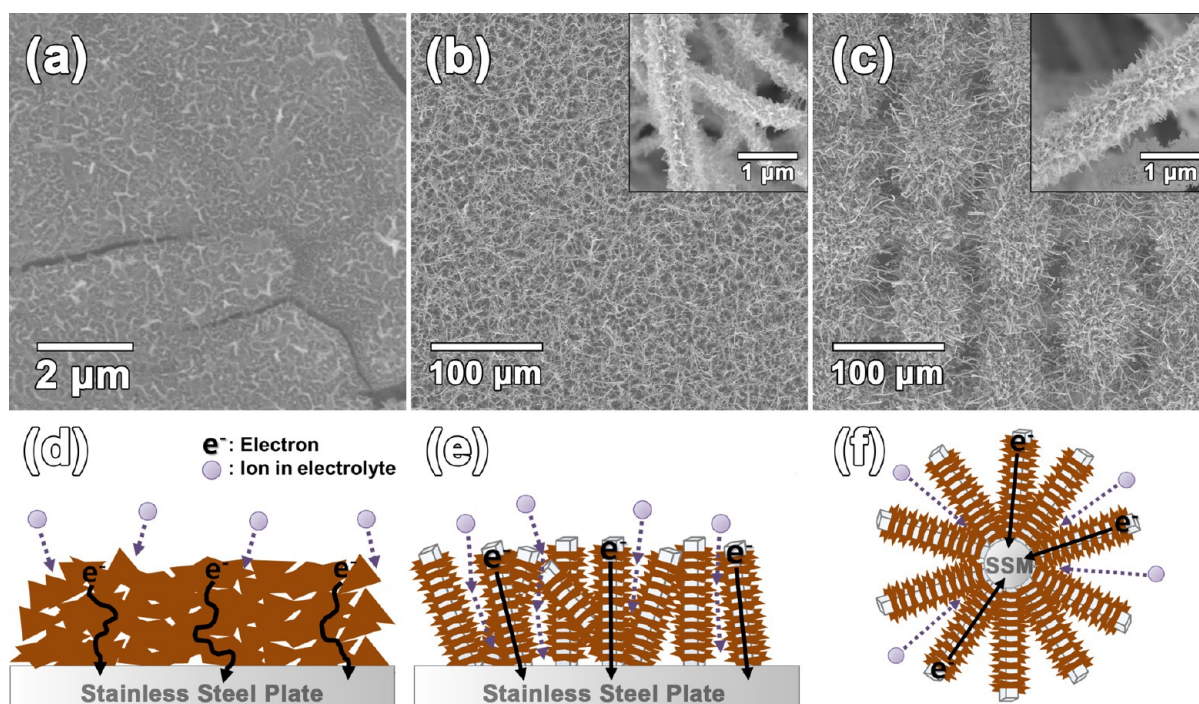 (a)
2 µm
(b)
1 µm
100 µm
(c)
1 µm
100 µm
(d)
e⁻: Electron
: Ion in electrolyte
e⁻ e⁻ e⁻
Stainless Steel Plate
(e)
e⁻ e⁻ e⁻
Stainless Steel Plate
(f)
e⁻
e⁻
SSM
e⁻